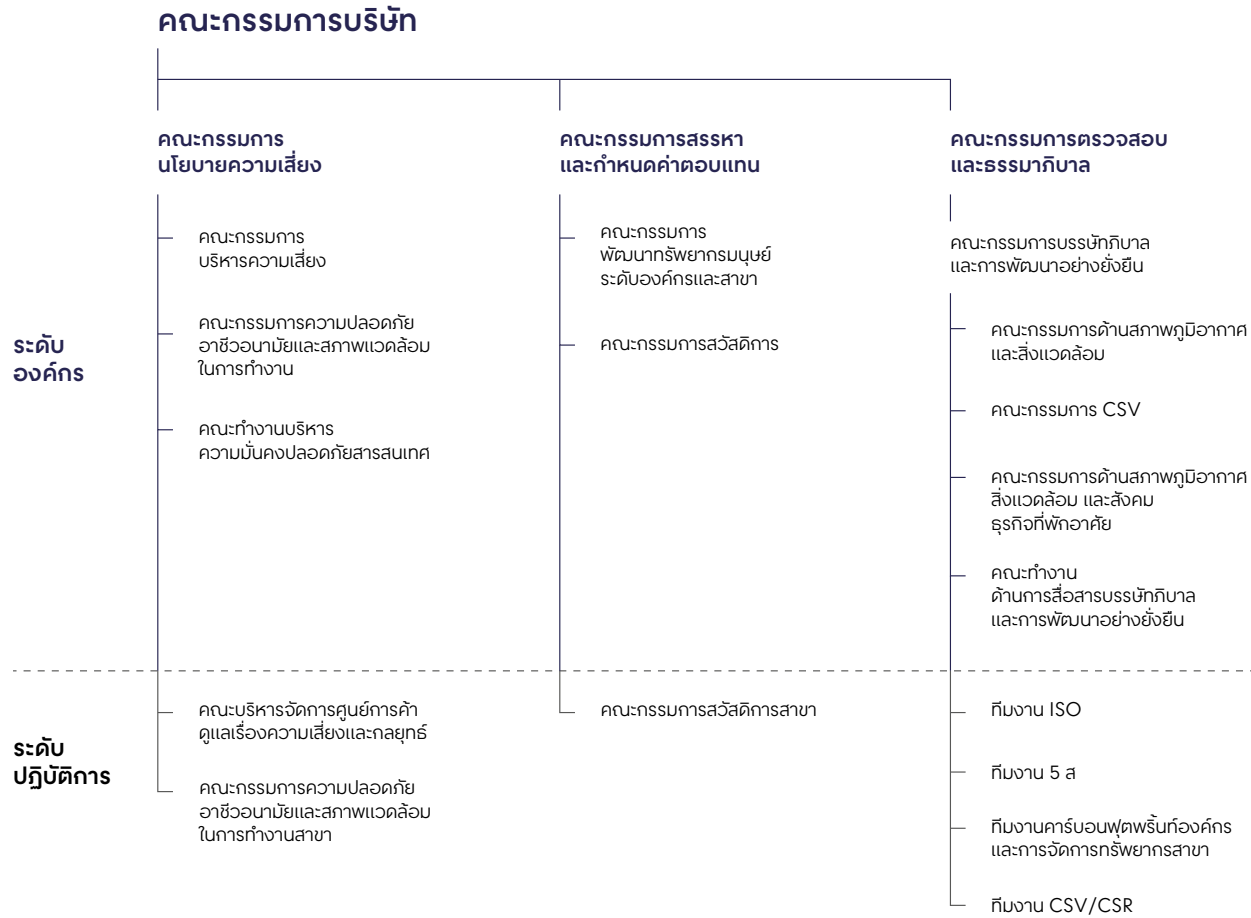 คณะกรรมการบริษัท
คณะกรรมการ
นโยบายความเสี่ยง
คณะกรรมการสรรหา
และกำหนดค่าตอบแทน
คณะกรรมการตรวจสอบ
และธรรมาภิบาล
ระดับ
องค์กร
คณะกรรมการ
บริหารความเสี่ยง
คณะกรรมการความปลอดภัย
อาชีวอนามัยและสภาพแวดล้อม
ในการทำงาน
คณะทำงานบริหาร
ความมั่นคงปลอดภัยสารสนเทศ
คณะกรรมการ
พัฒนาทรัพยากรมนุษย์
ระดับองค์กรและสาขา
คณะกรรมการสวัสดิการ
คณะกรรมการบรรษัทภิบาล
และการพัฒนาอย่างยั่งยืน
คณะกรรมการด้านสภาพภูมิอากาศ
และสิ่งแวดล้อม
คณะกรรมการ CSV
คณะกรรมการด้านสภาพภูมิอากาศ
สิ่งแวดล้อม และสังคม
ธุรกิจที่พักอาศัย
คณะทำงาน
ด้านการสื่อสารบรรษัทภิบาล
และการพัฒนาอย่างยั่งยืน
ระดับ
ปฏิบัติการ
คณะบริหารจัดการศูนย์การค้า
ดูแลเรื่องความเสี่ยงและกลยุทธ์
คณะกรรมการความปลอดภัย
อาชีวอนามัยและสภาพแวดล้อม
ในการทำงานสาขา
คณะกรรมการสวัสดิการสาขา
ทีมงาน ISO
ทีมงาน 5 ส
ทีมงานคาร์บอนฟุตพริ้นท์องค์กร
และการจัดการทรัพยากรสาขา
ทีมงาน CSV/CSR